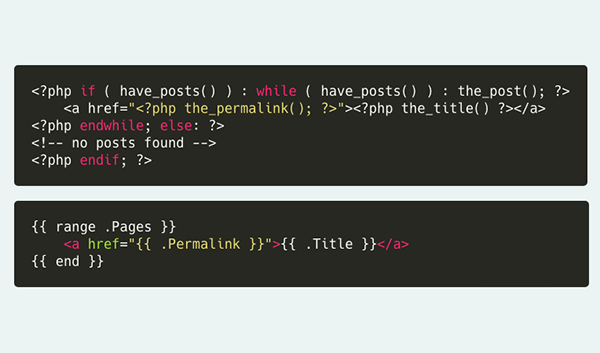 <?php if ( have_posts() ) : while ( have_posts() ) : the_post(); ?>
    <a href="<?php the_permalink(); ?>"><?php the_title() ?></a>
<?php endwhile; else: ?>
<!-- no posts found -->
<?php endif; ?>
{{ range .Pages }}
    <a href="{{ .Permalink }}">{{ .Title }}</a>
{{ end }}